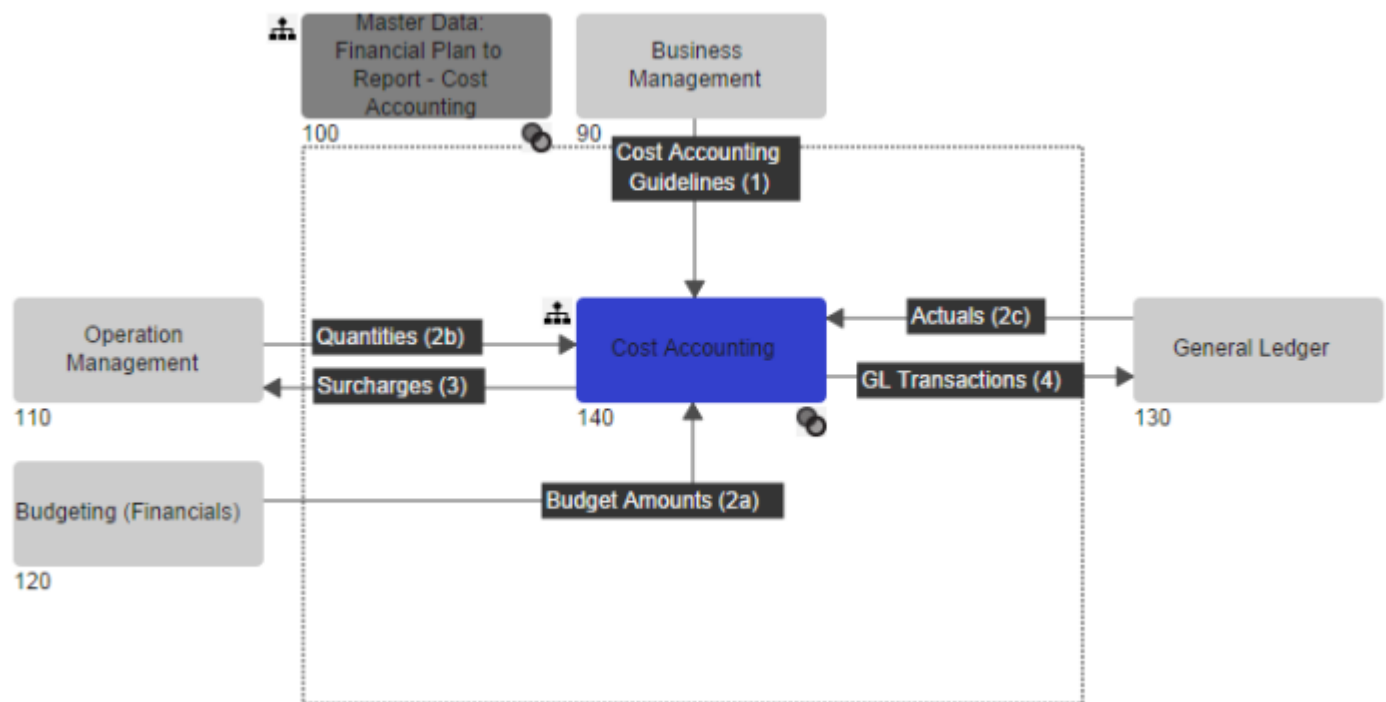 Master Data:
Financial Plan to
Report - Cost
Accounting
100
Business
Management
90
Cost Accounting
Guidelines (1)
Operation
Management
110
Quantities (2b)
Surcharges (3)
Cost Accounting
140
Actuals (2c)
GL Transactions (4)
General Ledger
130
Budgeting (Financials)
120
Budget Amounts (2a)